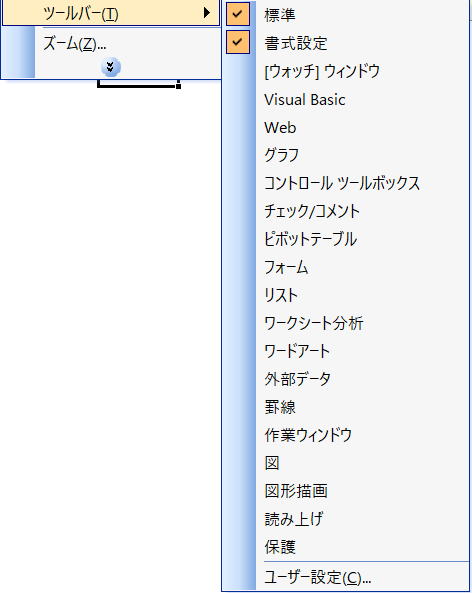 ツールバー(T)
ズーム(Z)...
標準
書式設定
[ウォッチ] ウィンドウ
Visual Basic
Web
グラフ
コントロール ツールボックス
チェック/コメント
ピボットテーブル
フォーム
リスト
ワークシート分析
ワードアート
外部データ
罫線
作業ウィンドウ
図
図形描画
読み上げ
保護
ユーザー設定(C)...